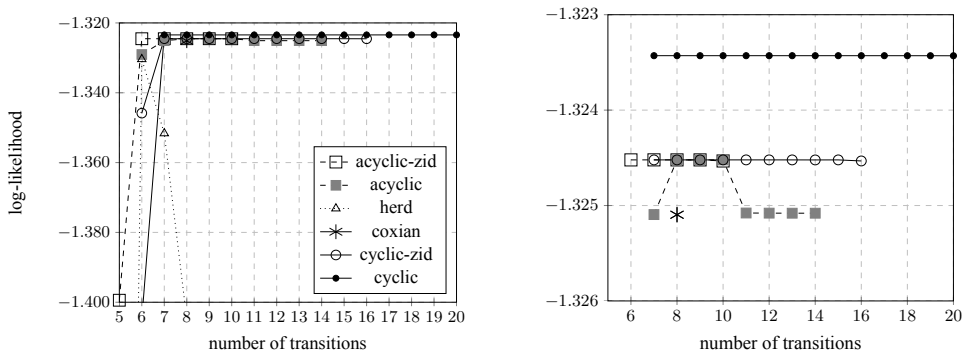 −1.320
−1.340
−1.360
−1.380
−1.400
log-likelihood
acyclic-zid
acyclic
herd
coxian
cyclic-zid
cyclic
5 6 7 8 9 10 11 12 13 14 15 16 17 18 19 20
number of transitions
−1.323
−1.324
−1.325
−1.326
6 8 10 12 14 16 18 20
number of transitions